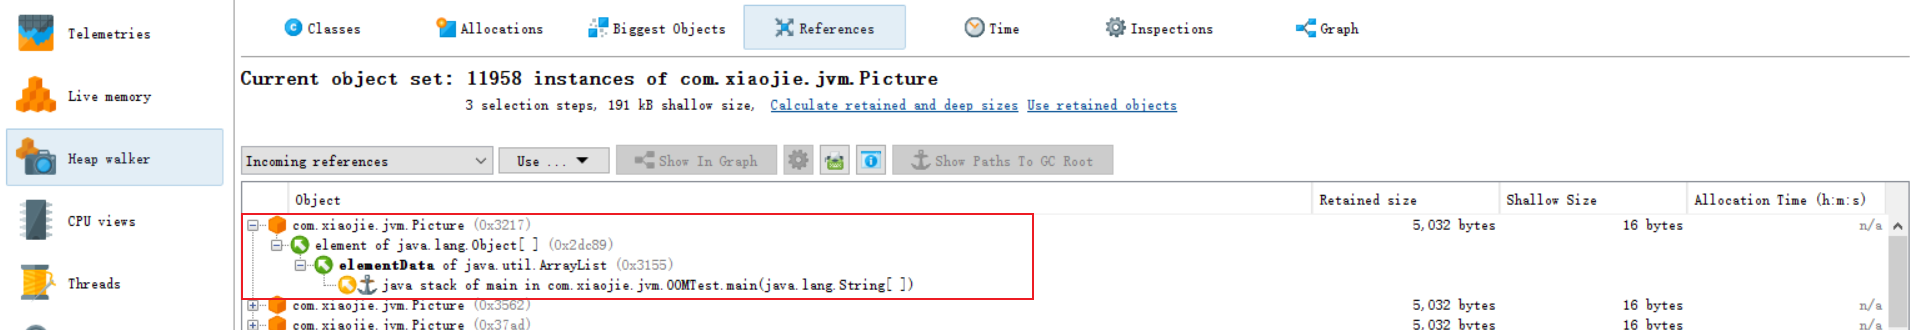 Telemetries
Live memory
Heap walker
CPU views
Threads
Classes Allocations Biggest Objects References Time Inspections Graph
Current object set: 11958 instances of com.xiaojie.jvm.Picture
3 selection steps, 191 kB shallow size, Calculate retained and deep sizes Use retained objects
Incoming references Use ... Show In Graph Show Paths To GC Root
Object Retained size Shallow Size Allocation Time (h:m:s)
com.xiaojie.jvm.Picture (0x3217) 5,032 bytes 16 bytes n/a
element of java.lang.Object[ ] (0x2dc89)
elementData of java.util.ArrayList (0x3155)
java stack of main in com.xiaojie.jvm.OOMTest.main(java.lang.String[ ])
com.xiaojie.jvm.Picture (0x3562) 5,032 bytes 16 bytes n/a
com.xiaojie.jvm.Picture (0x37ad) 5,032 bytes 16 bytes n/a